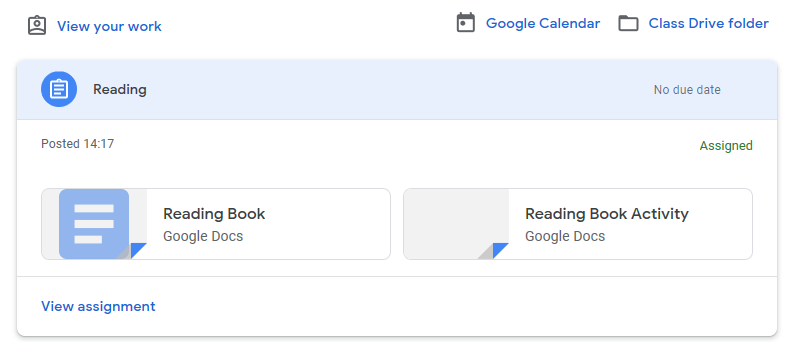 View your work
Google Calendar
Class Drive folder
Reading
No due date
Posted 14:17
Assigned
Reading Book
Google Docs
Reading Book Activity
Google Docs
View assignment